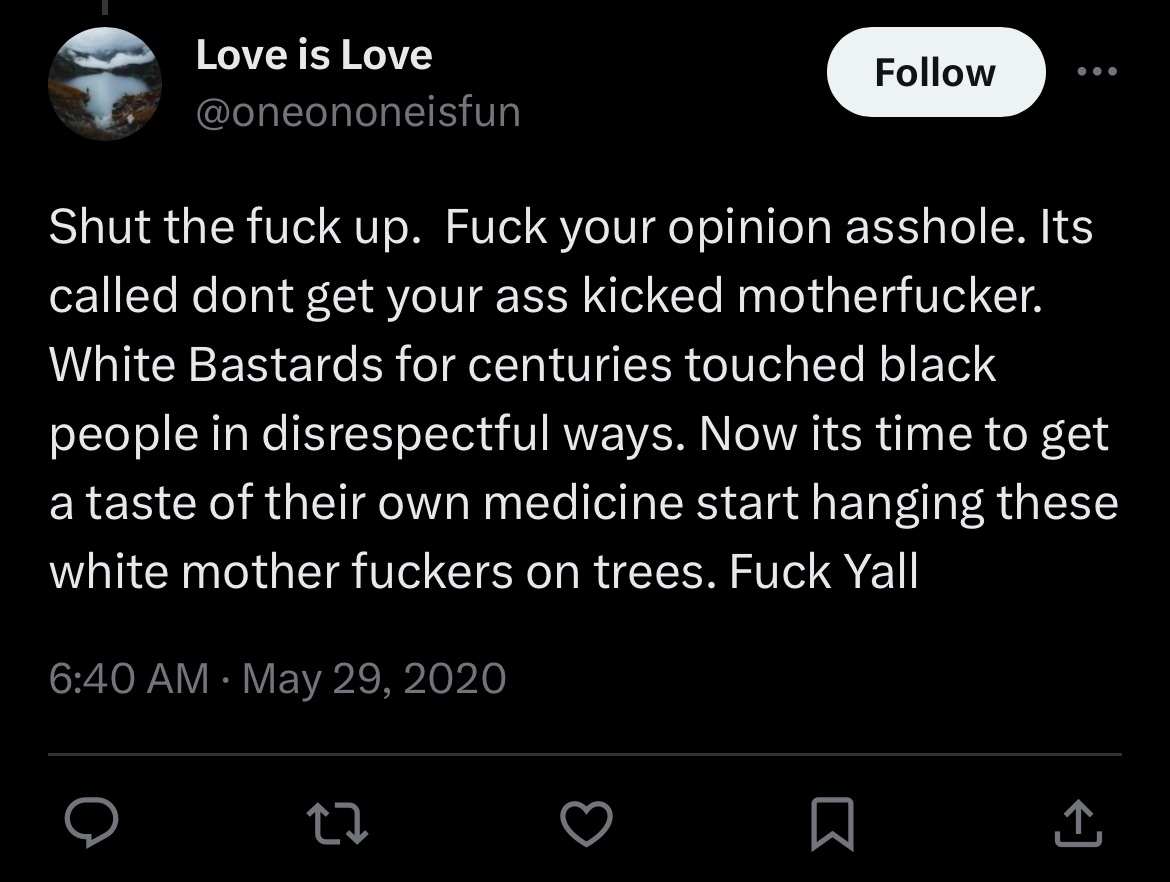 Love is Love
@oneononeisfun
Follow
Shut the fuck up.  Fuck your opinion asshole. Its
called dont get your ass kicked motherfucker.
White Bastards for centuries touched black
people in disrespectful ways. Now its time to get
a taste of their own medicine start hanging these
white mother fuckers on trees. Fuck Yall
6:40 AM · May 29, 2020